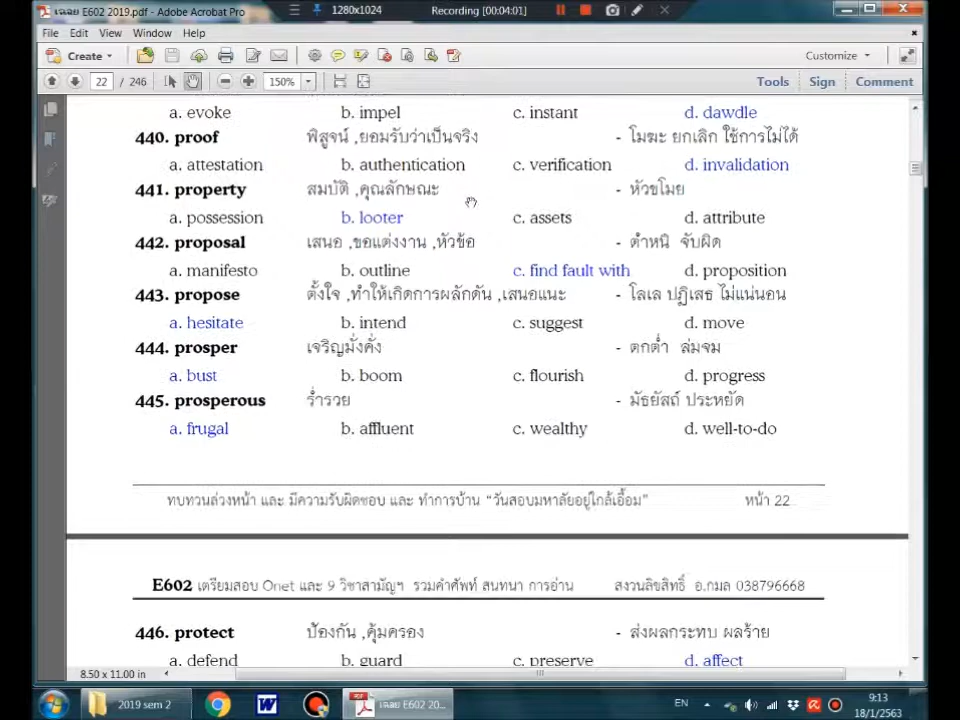 เฉลย E602 2019.pdf - Adobe Acrobat Pro
1280x1024
Recording [00:04:01]
File Edit View Window Help
Create
Customize
22 / 246
150%
Tools Sign Comment
a. evoke b. impel c. instant d. dawdle
440. proof พิสูจน์ ,ยอมรับว่าเป็นจริง - โมฆะ ยกเลิก ใช้การไม่ได้
a. attestation b. authentication c. verification d. invalidation
441. property สมบัติ ,คุณลักษณะ - หัวขโมย
a. possession b. looter c. assets d. attribute
442. proposal เสนอ ,ขอแต่งงาน ,หัวข้อ - ตำหนิ จับผิด
a. manifesto b. outline c. find fault with d. proposition
443. propose ตั้งใจ ,ทำให้เกิดการผลักดัน ,เสนอแนะ - โลเล ปฏิเสธ ไม่แน่นอน
a. hesitate b. intend c. suggest d. move
444. prosper เจริญมั่งคั่ง - ตกต่ำ ล่มจม
a. bust b. boom c. flourish d. progress
445. prosperous ร่ำรวย - มัธยัสถ์ ประหยัด
a. frugal b. affluent c. wealthy d. well-to-do
ทบทวนล่วงหน้า และ มีความรับผิดชอบ และ ทำการบ้าน “วันสอบมหาลัยอยู่ใกล้เอื้อม” หน้า 22
E602 เตรียมสอบ Onet และ 9 วิชาสามัญฯ รวมคำศัพท์ สนทนา การอ่าน สงวนลิขสิทธิ์ อ.กมล 038796668
446. protect ป้องกัน ,คุ้มครอง - ส่งผลกระทบ ผลร้าย
a. defend b. guard c. preserve d. affect
8.50 x 11.00 in
2019 sem 2
เฉลย E602 20...
EN
9:13
18/1/2563